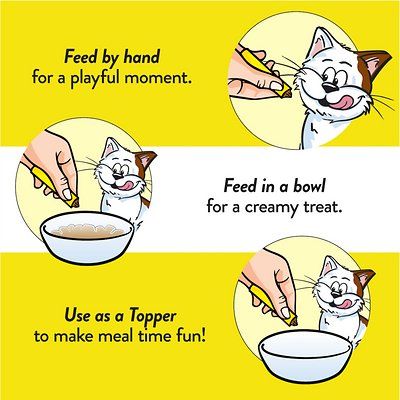 Feed by hand
for a playful moment.
Feed in a bowl
for a creamy treat.
Use as a Topper
to make meal time fun!